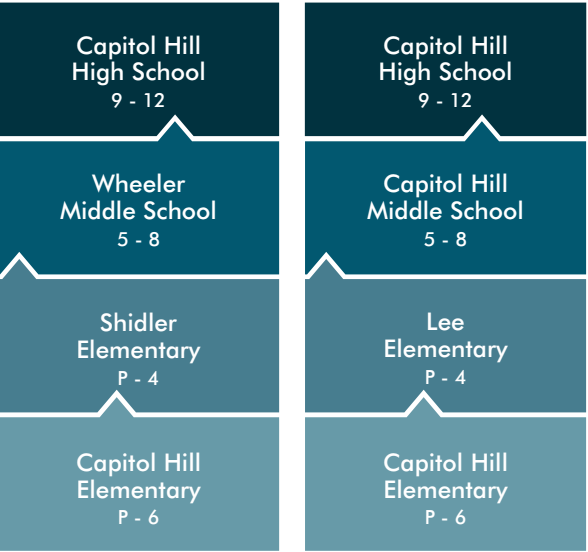 Capitol Hill
High School
9 - 12
Wheeler
Middle School
5 - 8
Shidler
Elementary
P - 4
Capitol Hill
Elementary
P - 6
Capitol Hill
High School
9 - 12
Capitol Hill
Middle School
5 - 8
Lee
Elementary
P - 4
Capitol Hill
Elementary
P - 6